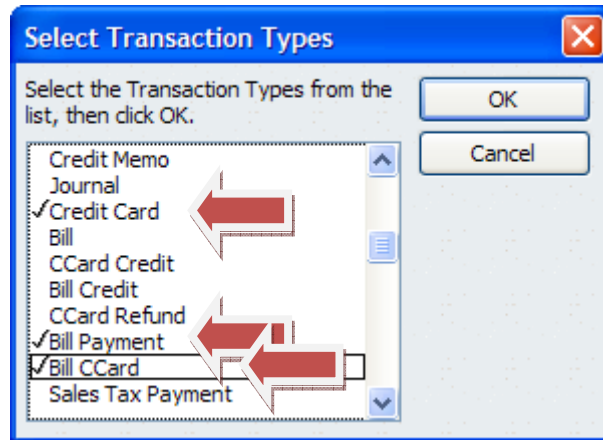 Select Transaction Types
Select the Transaction Types from the
list, then click OK.
OK
Cancel
Credit Memo
Journal
✓Credit Card
Bill
CCard Credit
Bill Credit
CCard Refund
✓Bill Payment
✓Bill CCard
Sales Tax Payment